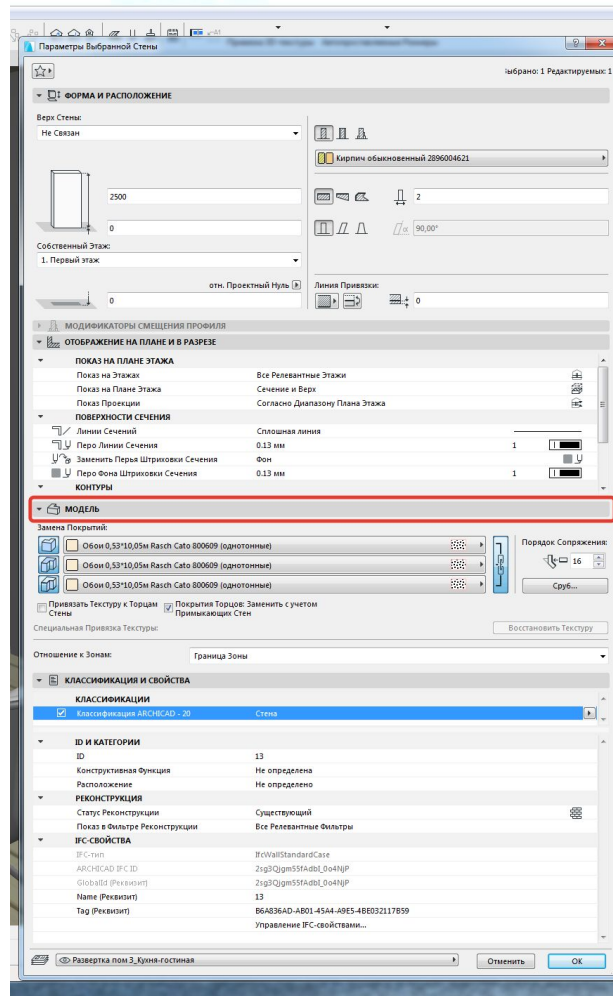 Параметры Выбранной Стены
выбрано: 1 Редактируемых: 1
ФОРМА И РАСПОЛОЖЕНИЕ
Верх Стены:
Не Связан
Кирпич обыкновенный 2896004621
2500
2
0
α 90,00°
Собственный Этаж:
1. Первый этаж
отн. Проектный Нуль
Линия Привязки:
0
0
МОДИФИКАТОРЫ СМЕЩЕНИЯ ПРОФИЛЯ
ОТОБРАЖЕНИЕ НА ПЛАНЕ И В РАЗРЕЗЕ
ПОКАЗ НА ПЛАНЕ ЭТАЖА
Показ на Этажах Все Релевантные Этажи
Показ на Плане Этажа Сечение и Верх
Показ Проекции Согласно Диапазону Плана Этажа
ПОВЕРХНОСТИ СЕЧЕНИЯ
Линии Сечений Сплошная линия
Перо Линии Сечения 0.13 мм 1
Заменить Перья Штриховки Сечения Фон
Перо Фона Штриховки Сечения 0.13 мм 1
КОНТУРЫ
МОДЕЛЬ
Замена Покрытий:
Обои 0,53*10,05м Rasch Cato 800609 (однотонные)
Порядок Сопряжения:
Обои 0,53*10,05м Rasch Cato 800609 (однотонные)
16
Обои 0,53*10,05м Rasch Cato 800609 (однотонные)
Сруб...
Привязать Текстуру к Торцам Стены
Покрытия Торцов: Заменить с учетом Примыкающих Стен
Специальная Привязка Текстуры:
Восстановить Текстуру
Отношение к Зонам: Граница Зоны
КЛАССИФИКАЦИЯ И СВОЙСТВА
КЛАССИФИКАЦИИ
Классификация ARCHICAD - 20 Стена
ID И КАТЕГОРИИ
ID 13
Конструктивная Функция Не определена
Расположение Не определено
РЕКОНСТРУКЦИЯ
Статус Реконструкции Существующий
Показ в Фильтре Реконструкции Все Релевантные Фильтры
IFC-СВОЙСТВА
IFC-тип IfcWallStandardCase
ARCHICAD IFC ID 2sg3Qjgm55fAdbl_0o4NjP
GlobalId (Реквизит) 2sg3Qjgm55fAdbl_0o4NjP
Name (Реквизит) 13
Tag (Реквизит) B6A836AD-AB01-45A4-A9E5-4BE032117B59
Управление IFC-свойствами...
Развертка пом 3_Кухня-гостиная
Отменить
ОК